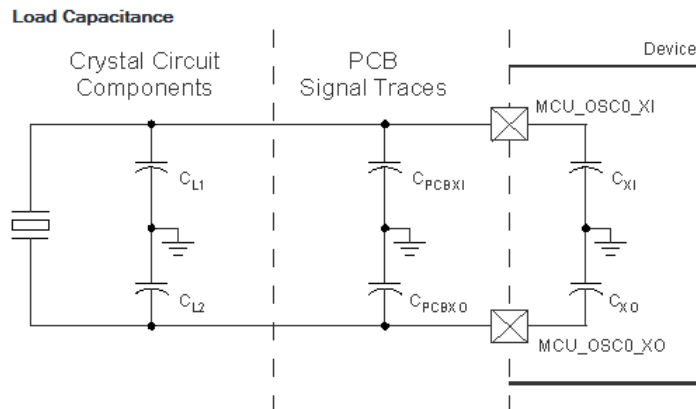 Load Capacitance
Crystal Circuit
Components
PCB
Signal Traces
Device
MCU_OSC0_XI
CL1
CPCBXI
CXI
CL2
CPCBXO
CXO
MCU_OSC0_XO